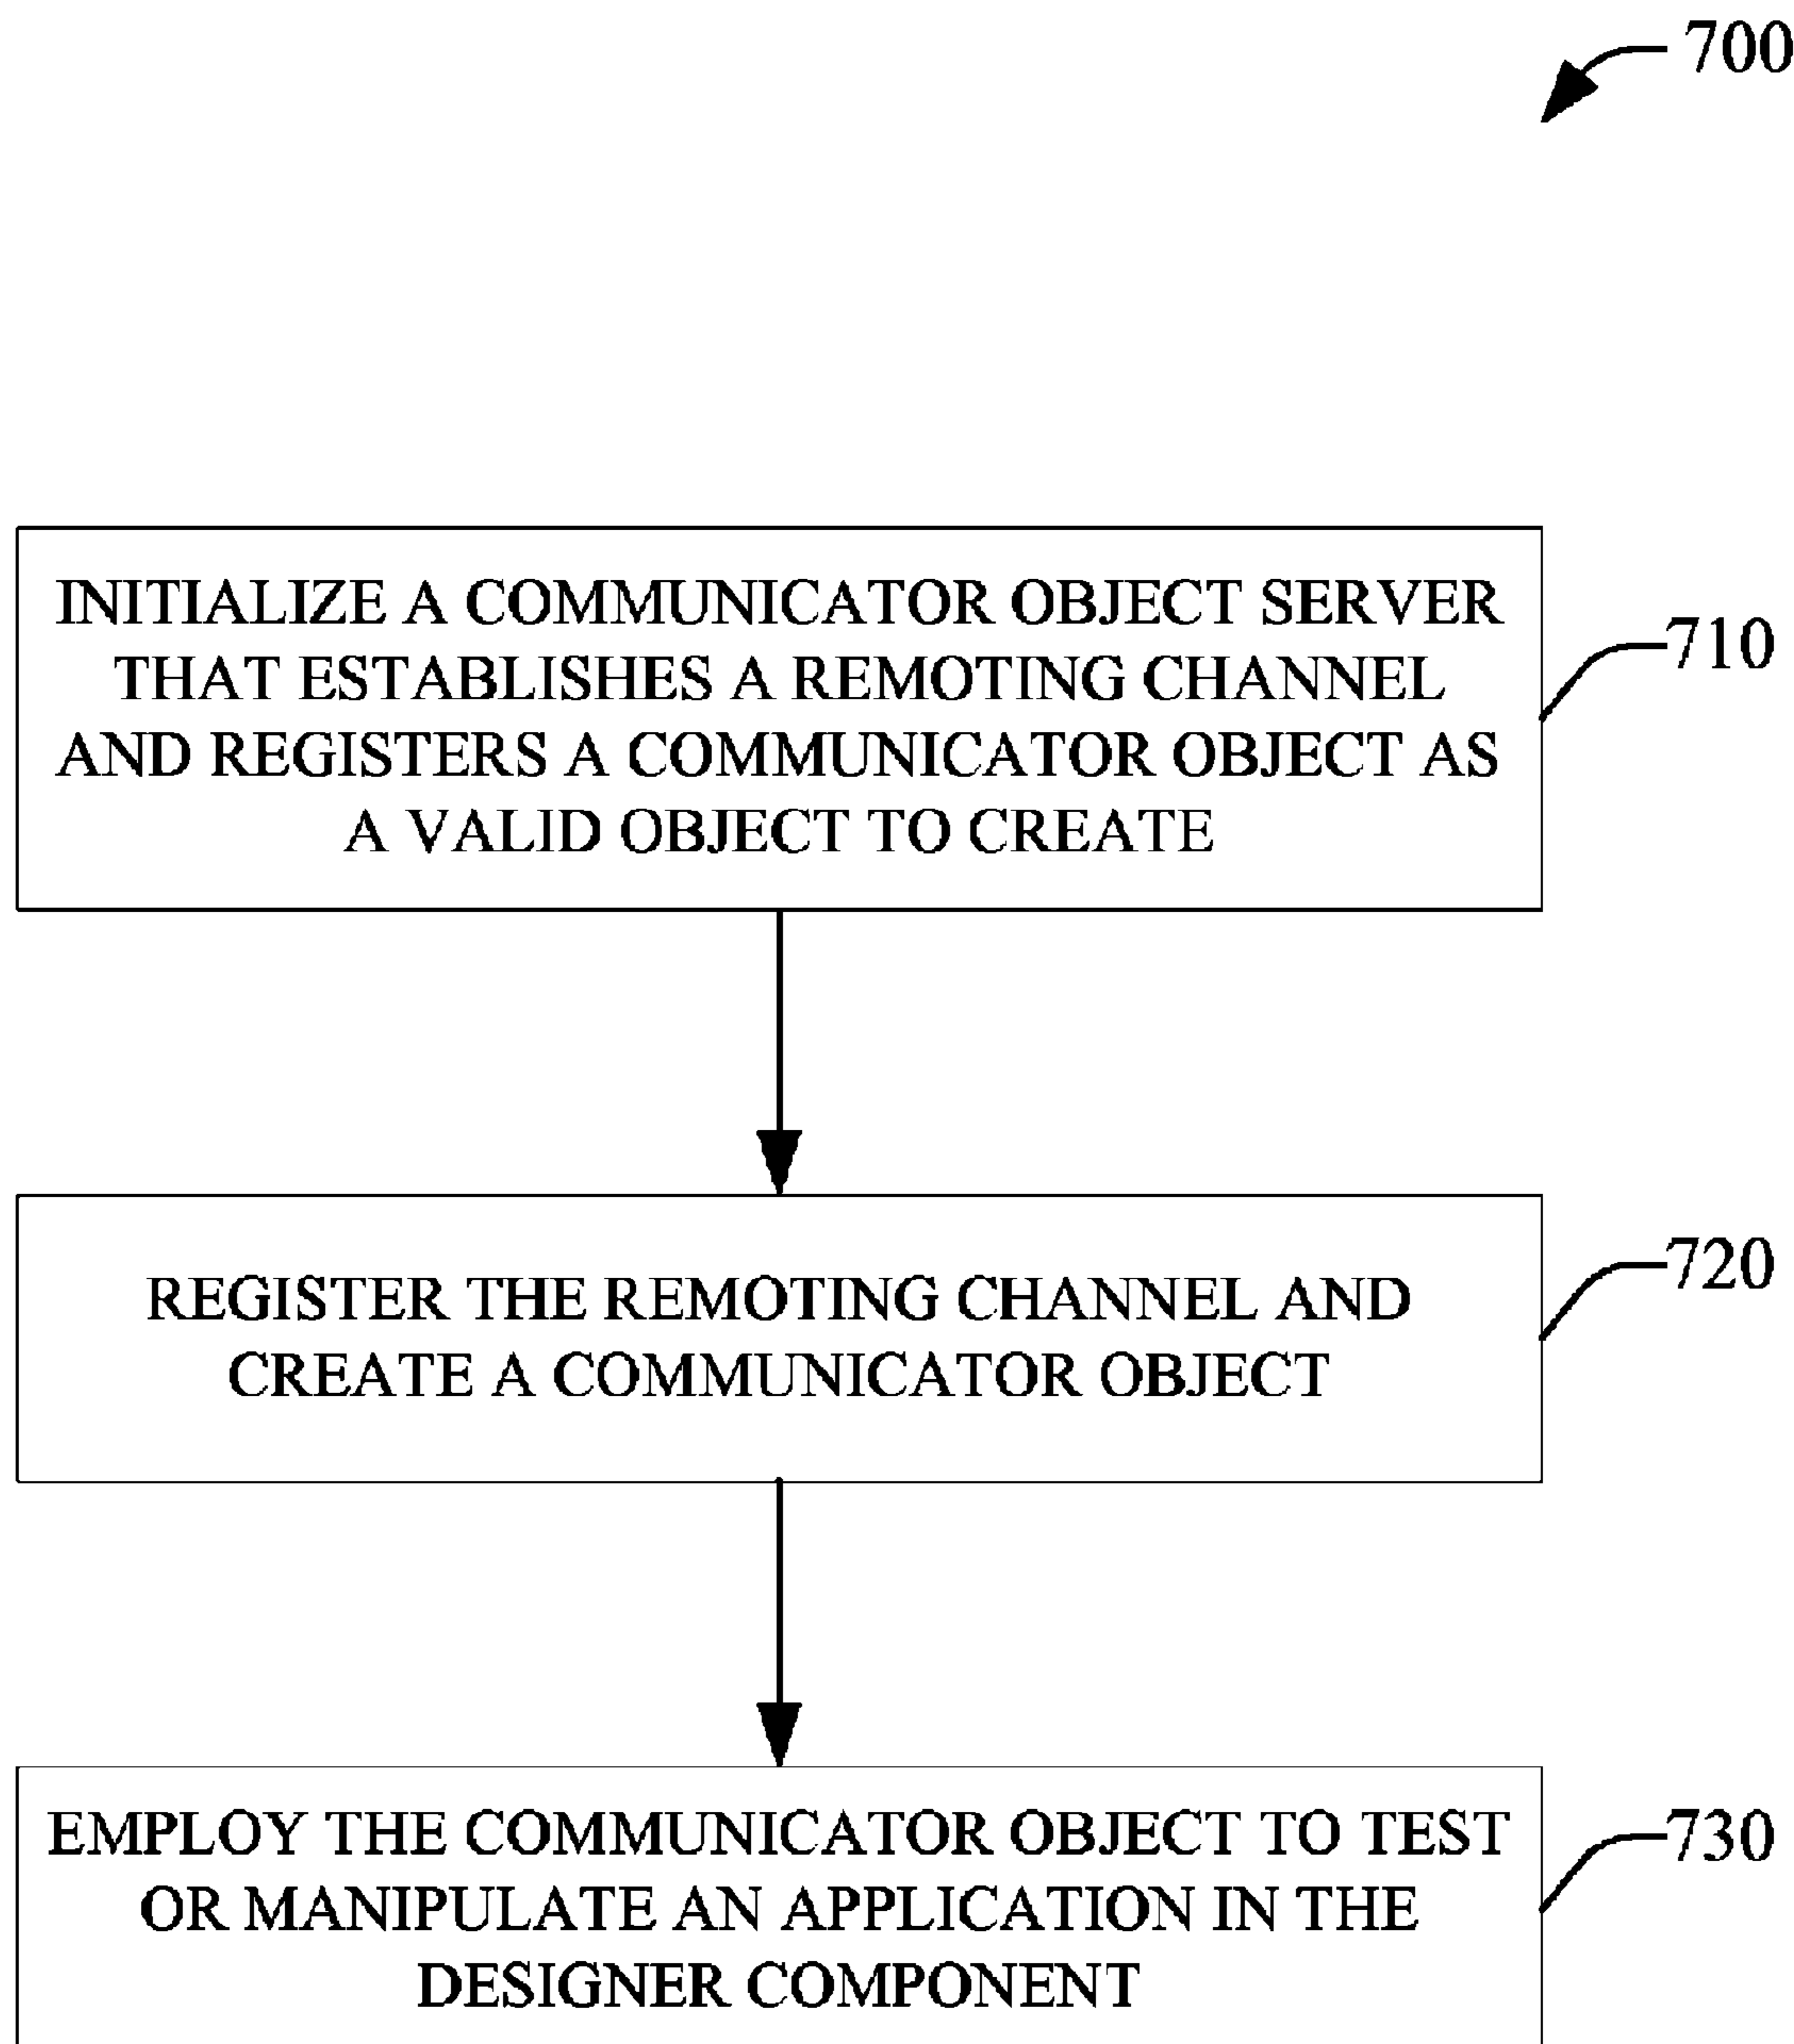 700
INITIALIZE A COMMUNICATOR OBJECT SERVER
THAT ESTABLISHES A REMOTING CHANNEL
AND REGISTERS A COMMUNICATOR OBJECT AS
A VALID OBJECT TO CREATE
710
REGISTER THE REMOTING CHANNEL AND
CREATE A COMMUNICATOR OBJECT
720
EMPLOY THE COMMUNICATOR OBJECT TO TEST
OR MANIPULATE AN APPLICATION IN THE
DESIGNER COMPONENT
730